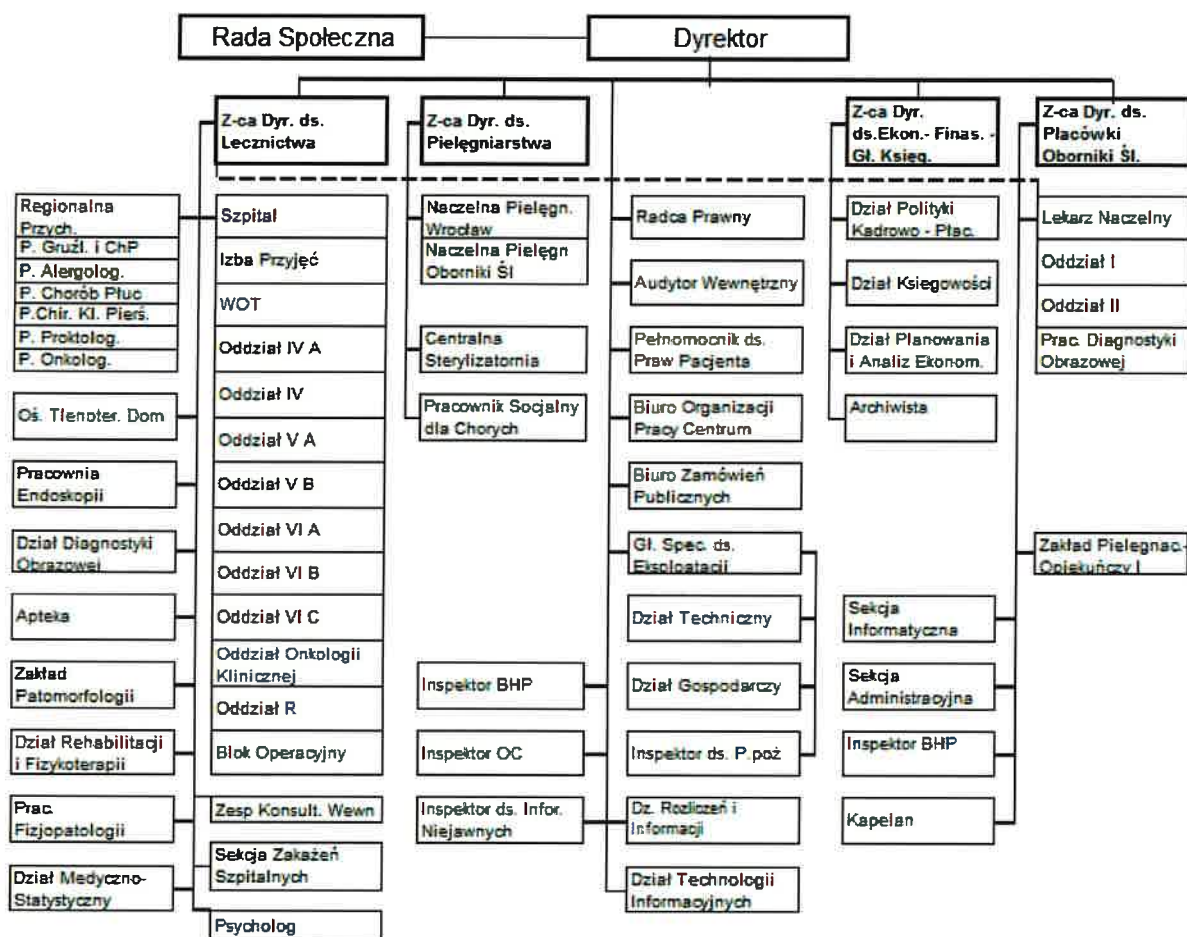 Rada Społeczna
Dyrektor
Z-ca Dyr. ds.
Lecznictwa
Z-ca Dyr. ds.
Pielęgniarstwa
Z-ca Dyr.
ds.Ekon.- Finas. -
Gł. Księg.
Z-ca Dyr. ds.
Placówki
Oborniki Śl.
Regionalna
Przych.
P. Gruźl. i ChP
P. Alergolog.
P. Chorób Płuc
P.Chir. Kl. Pierś.
P. Proktolog.
P. Onkolog.
Oś. Tlenoter. Dom
Pracownia
Endoskopii
Dział Diagnostyki
Obrazowej
Apteka
Zakład
Patomorfologii
Dział Rehabilitacji
i Fizykoterapii
Prac.
Fizjopatologii
Dział Medyczno-
Statystyczny
Szpital
Izba Przyjęć
WOT
Oddział IV A
Oddział IV
Oddział V A
Oddział V B
Oddział VI A
Oddział VI B
Oddział VI C
Oddział Onkologii
Klinicznej
Oddział R
Blok Operacyjny
Zesp Konsult. Wewn
Sekcja Zakażeń
Szpitalnych
Psycholog
Naczelna Pielęgn.
Wrocław
Naczelna Pielęgn
Oborniki Śl
Centralna
Sterylizatornia
Pracownik Socjalny
dla Chorych
Inspektor BHP
Inspektor OC
Inspektor ds. Infor.
Niejawnych
Radca Prawny
Audytor Wewnętrzny
Pełnomocnik ds.
Praw Pacjenta
Biuro Organizacji
Pracy Centrum
Biuro Zamówień
Publicznych
Gł. Spec. ds.
Eksploatacji
Dział Techniczny
Dział Gospodarczy
Inspektor ds. P.poż
Dz. Rozliczeń i
Informacji
Dział Technologii
Informacyjnych
Dział Polityki
Kadrowo - Płac.
Dział Ksiegowości
Dział Planowania
i Analiz Ekonom.
Archiwista
Sekcja
Informatyczna
Sekcja
Administracyjna
Inspektor BHP
Kapelan
Lekarz Naczelny
Oddział I
Oddział II
Prac. Diagnostyki
Obrazowej
Zakład Pielegnac.-
Opiekuńczy I